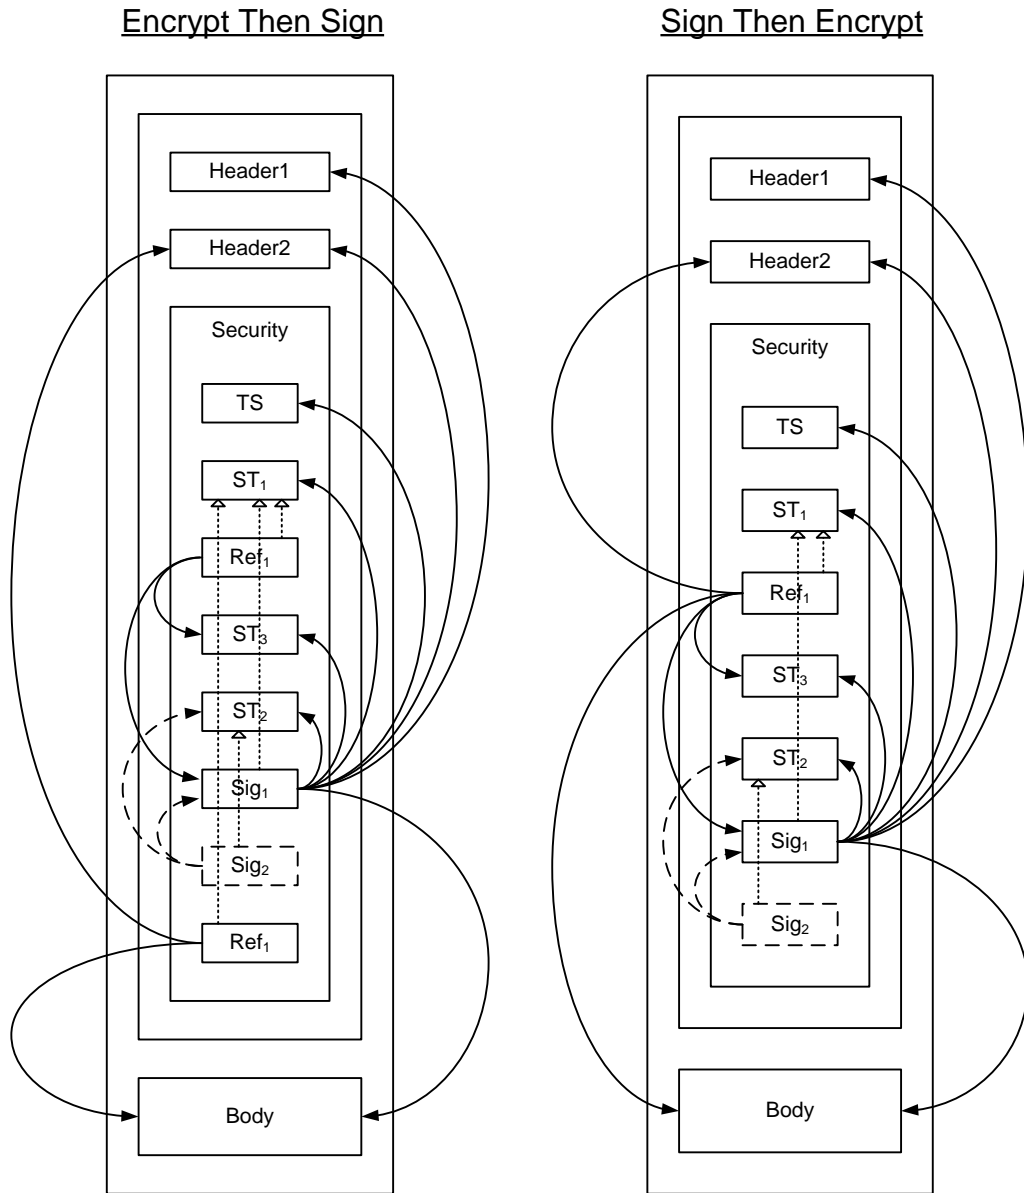 Encrypt Then Sign
Header1
Header2
Security
TS
ST₁
Ref₁
ST₃
ST₂
Sig₁
Sig₂
Ref₁
Body
Sign Then Encrypt
Header1
Header2
Security
TS
ST₁
Ref₁
ST₃
ST₂
Sig₁
Sig₂
Body